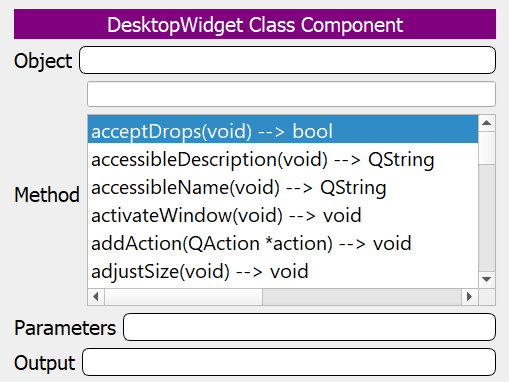 DesktopWidget Class Component
Object
acceptDrops(void) --> bool
accessibleDescription(void) --> QString
accessibleName(void) --> QString
Method
activateWindow(void) --> void
addAction(QAction *action) --> void
adjustSize(void) --> void
Parameters
Output